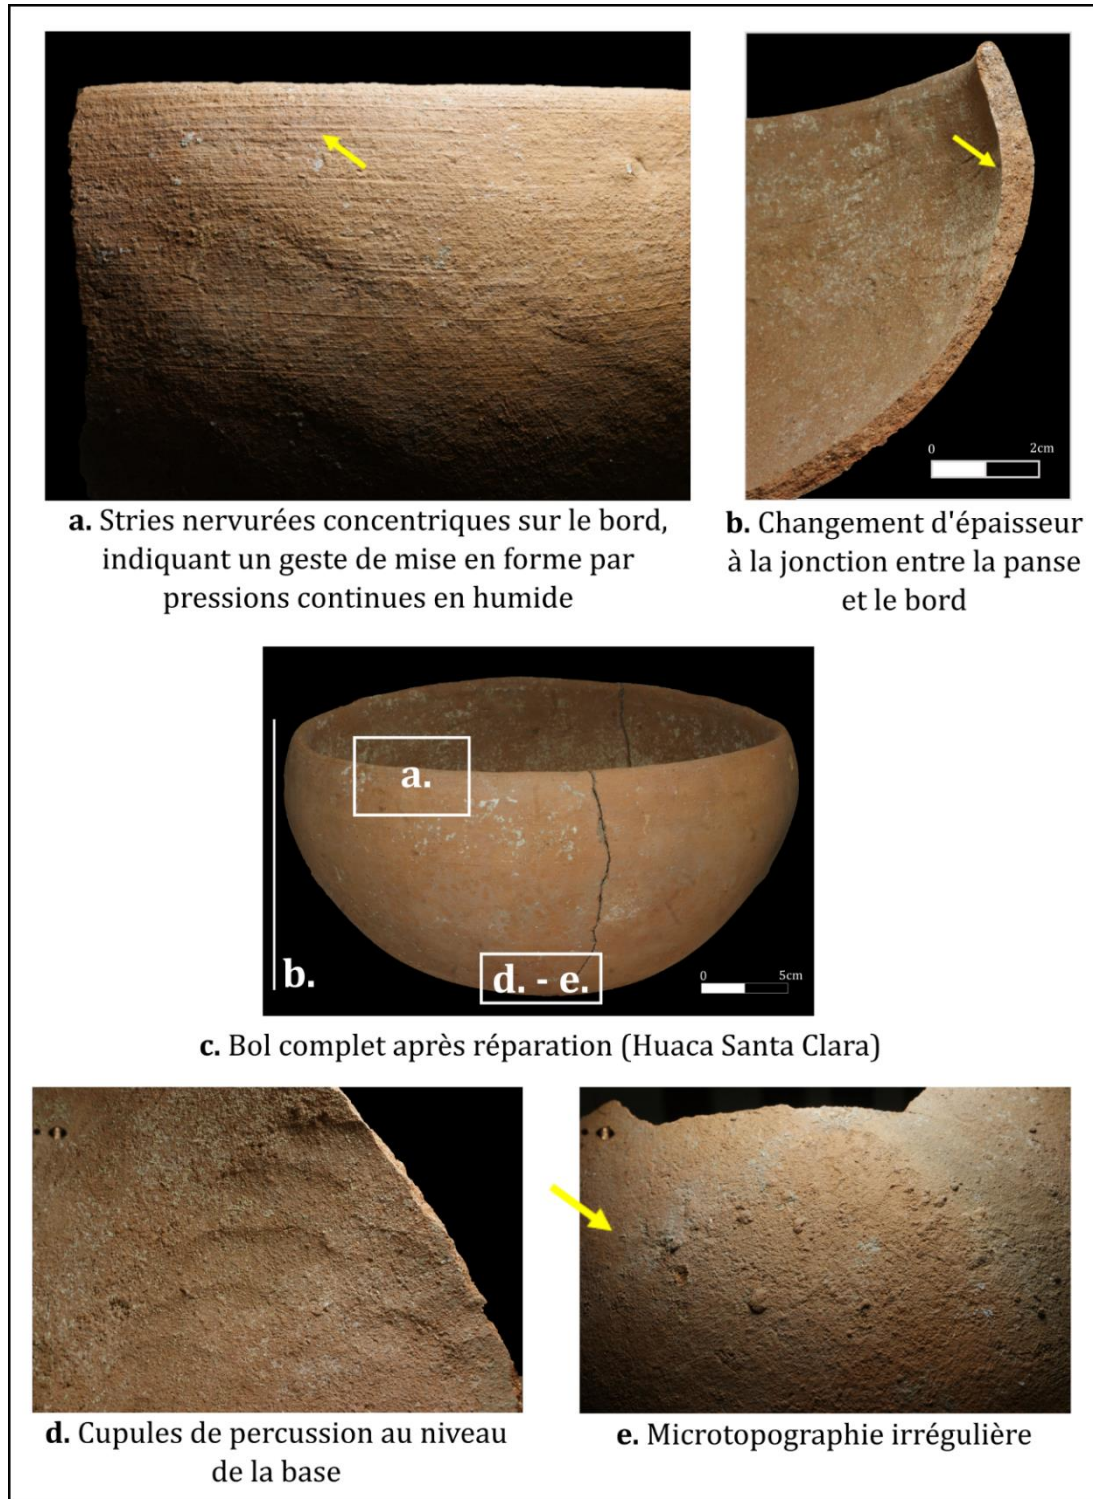 a. Stries nervurées concentriques sur le bord,
indiquant un geste de mise en forme par
pressions continues en humide
0 2cm
b. Changement d'épaisseur
à la jonction entre la panse
et le bord
a.
b.
d. - e.
0 5cm
c. Bol complet après réparation (Huaca Santa Clara)
d. Cupules de percussion au niveau
de la base
e. Microtopographie irrégulière